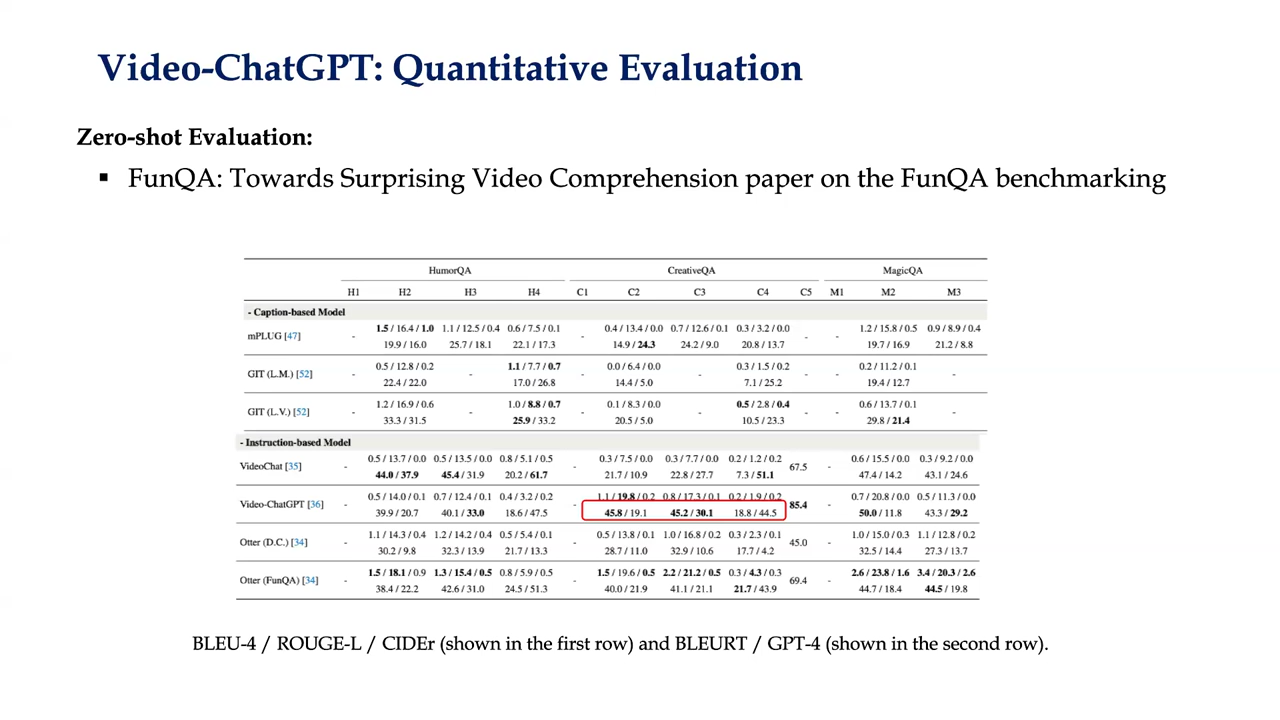 Video-ChatGPT: Quantitative Evaluation
Zero-shot Evaluation:
▪ FunQA: Towards Surprising Video Comprehension paper on the FunQA benchmarking
HumorQA CreativeQA MagicQA
H1 H2 H3 H4 C1 C2 C3 C4 C5 M1 M2 M3
- Caption-based Model
mPLUG [47] - 1.5 / 16.4 / 1.0 1.1 / 12.5 / 0.4 0.6 / 7.5 / 0.1 - 0.4 / 13.4 / 0.0 0.7 / 12.6 / 0.1 0.3 / 3.2 / 0.0 - - 1.2 / 15.8 / 0.5 0.9 / 8.9 / 0.4
19.9 / 16.0 25.7 / 18.1 22.1 / 17.3 14.9 / 24.3 24.2 / 9.0 20.8 / 13.7 19.7 / 16.9 21.2 / 8.8
GIT (L.M.) [52] - 0.5 / 12.8 / 0.2 - 1.1 / 7.7 / 0.7 - 0.0 / 6.4 / 0.0 - 0.3 / 1.5 / 0.2 - - 0.2 / 11.2 / 0.1 -
22.4 / 22.0 17.0 / 26.8 14.4 / 5.0 7.1 / 25.2 19.4 / 12.7
GIT (L.V.) [52] - 1.2 / 16.9 / 0.6 - 1.0 / 8.8 / 0.7 - 0.1 / 8.3 / 0.0 - 0.5 / 2.8 / 0.4 - - 0.6 / 13.7 / 0.1 -
33.3 / 31.5 25.9 / 33.2 20.5 / 5.0 10.5 / 23.3 29.8 / 21.4
- Instruction-based Model
VideoChat [35] - 0.5 / 13.7 / 0.0 0.5 / 13.5 / 0.0 0.8 / 5.1 / 0.5 - 0.3 / 7.5 / 0.0 0.3 / 7.7 / 0.0 0.2 / 1.2 / 0.2 67.5 - 0.6 / 15.5 / 0.0 0.3 / 9.2 / 0.0
44.0 / 37.9 45.4 / 31.9 20.2 / 61.7 21.7 / 10.9 22.8 / 27.7 7.3 / 51.1 47.4 / 14.2 43.1 / 24.6
Video-ChatGPT [36] - 0.5 / 14.0 / 0.1 0.7 / 12.4 / 0.1 0.4 / 3.2 / 0.2 - 1.1 / 19.8 / 0.2 0.8 / 17.3 / 0.1 0.2 / 1.9 / 0.2 85.4 - 0.7 / 20.8 / 0.0 0.5 / 11.3 / 0.0
39.9 / 20.7 40.1 / 33.0 18.6 / 47.5 45.8 / 19.1 45.2 / 30.1 18.8 / 44.5 50.0 / 11.8 43.3 / 29.2
Otter (D.C.) [34] - 1.1 / 14.3 / 0.4 1.2 / 14.2 / 0.4 0.5 / 5.4 / 0.1 - 0.5 / 13.8 / 0.1 1.0 / 16.8 / 0.2 0.3 / 2.3 / 0.1 45.0 - 1.0 / 15.0 / 0.3 1.1 / 12.8 / 0.2
30.2 / 9.8 32.3 / 13.9 21.7 / 13.3 28.7 / 11.0 32.9 / 10.6 17.7 / 4.2 32.5 / 14.4 27.3 / 13.7
Otter (FunQA) [34] - 1.5 / 18.1 / 0.9 1.3 / 15.4 / 0.5 0.8 / 5.9 / 0.5 - 1.5 / 19.6 / 0.5 2.2 / 21.2 / 0.5 0.3 / 4.3 / 0.3 69.4 - 2.6 / 23.8 / 1.6 3.4 / 20.3 / 2.6
38.4 / 22.2 42.6 / 31.0 24.5 / 51.3 40.0 / 21.9 41.1 / 21.1 21.7 / 43.9 44.7 / 18.4 44.5 / 19.8
BLEU-4 / ROUGE-L / CIDEr (shown in the first row) and BLEURT / GPT-4 (shown in the second row).